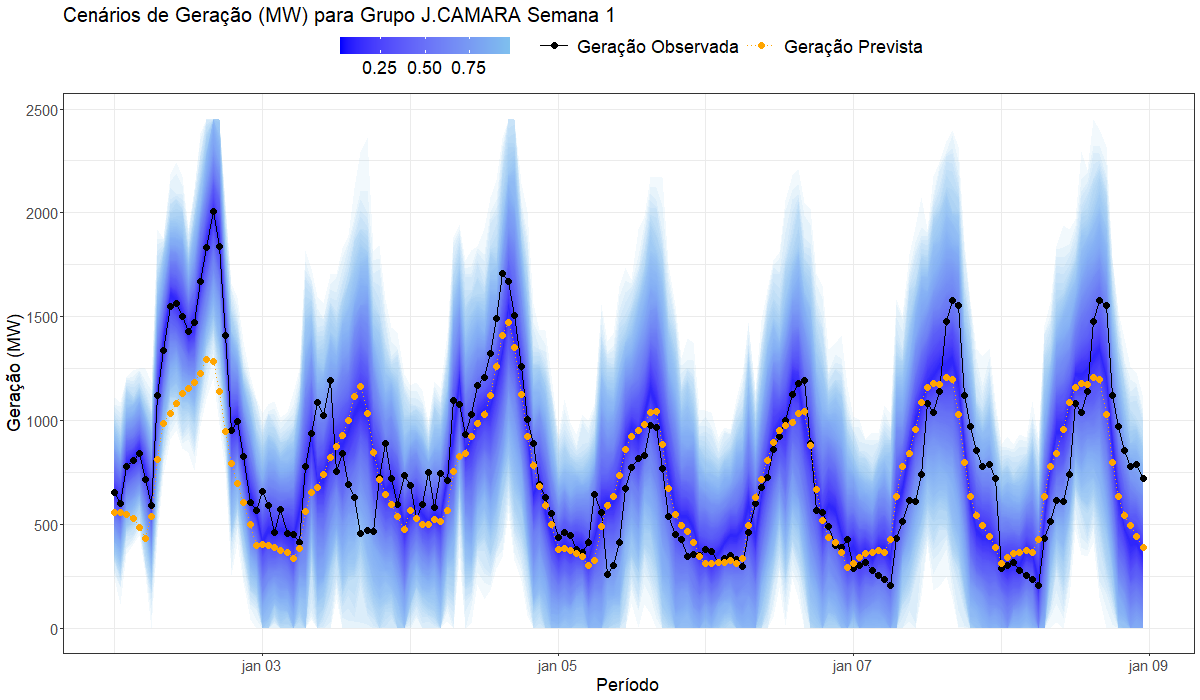 Cenários de Geração (MW) para Grupo J.CAMARA Semana 1
0.25 0.50 0.75
Geração Observada
Geração Prevista
Geração (MW)
2500
2000
1500
1000
500
0
jan 03
jan 05
jan 07
jan 09
Período